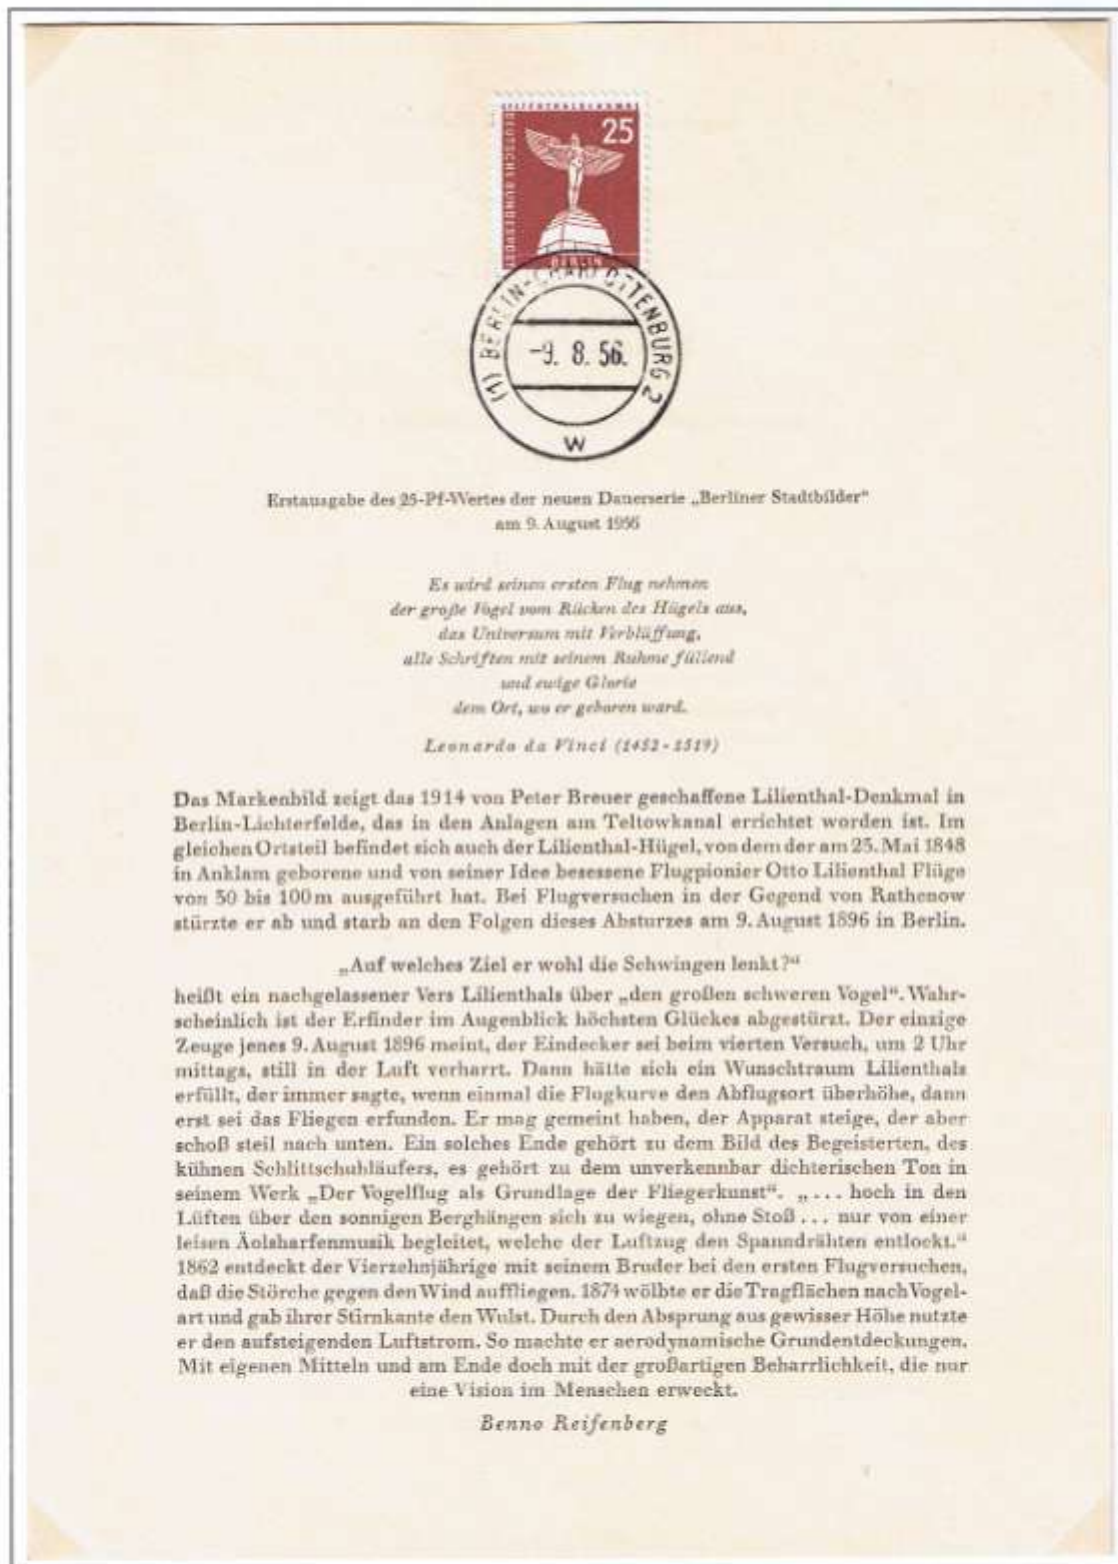 LILIENTHALDENKMAL
DEUTSCHE BUNDESPOST
25
BERLIN
(1) BERLIN-CHARLOTTENBURG 2
-9. 8. 56.
w
Erstausgabe des 25-Pf-Wertes der neuen Dauerserie „Berliner Stadtbilder“
am 9. August 1956
Es wird seinen ersten Flug nehmen
der große Vogel vom Rücken des Hügels aus,
das Universum mit Verblüffung,
alle Schriften mit seinem Ruhme füllend
und ewige Glorie
dem Ort, wo er geboren ward.
Leonardo da Vinci (1452-1519)
Das Markenbild zeigt das 1914 von Peter Breuer geschaffene Lilienthal-Denkmal in
Berlin-Lichterfelde, das in den Anlagen am Teltowkanal errichtet worden ist. Im
gleichen Ortsteil befindet sich auch der Lilienthal-Hügel, von dem der am 23. Mai 1848
in Anklam geborene und von seiner Idee besessene Flugpionier Otto Lilienthal Flüge
von 50 bis 100 m ausgeführt hat. Bei Flugversuchen in der Gegend von Rathenow
stürzte er ab und starb an den Folgen dieses Absturzes am 9. August 1896 in Berlin.
„Auf welches Ziel er wohl die Schwingen lenkt?“
heißt ein nachgelassener Vers Lilienthals über „den großen schweren Vogel“. Wahr-
scheinlich ist der Erfinder im Augenblick höchsten Glückes abgestürzt. Der einzige
Zeuge jenes 9. August 1896 meint, der Eindecker sei beim vierten Versuch, um 2 Uhr
mittags, still in der Luft verharrt. Dann hätte sich ein Wunschtraum Lilienthals
erfüllt, der immer sagte, wenn einmal die Flugkurve den Abflugsort überhöhe, dann
erst sei das Fliegen erfunden. Er mag gemeint haben, der Apparat steige, der aber
schoß steil nach unten. Ein solches Ende gehört zu dem Bild des Begeisterten, des
kühnen Schlittschuhläufers, es gehört zu dem unverkennbar dichterischen Ton in
seinem Werk „Der Vogelflug als Grundlage der Fliegerkunst“. „... hoch in den
Lüften über den sonnigen Berghängen sich zu wiegen, ohne Stoß ... nur von einer
leisen Äolsharfenmusik begleitet, welche der Luftzug den Spanndrähten entlockt.“
1862 entdeckt der Vierzehnjährige mit seinem Bruder bei den ersten Flugversuchen,
daß die Störche gegen den Wind auffliegen. 1874 wölbte er die Tragflächen nach Vogel-
art und gab ihrer Stirnkante den Wulst. Durch den Absprung aus gewisser Höhe nutzte
er den aufsteigenden Luftstrom. So machte er aerodynamische Grundentdeckungen.
Mit eigenen Mitteln und am Ende doch mit der großartigen Beharrlichkeit, die nur
eine Vision im Menschen erweckt.
Benno Reifenberg